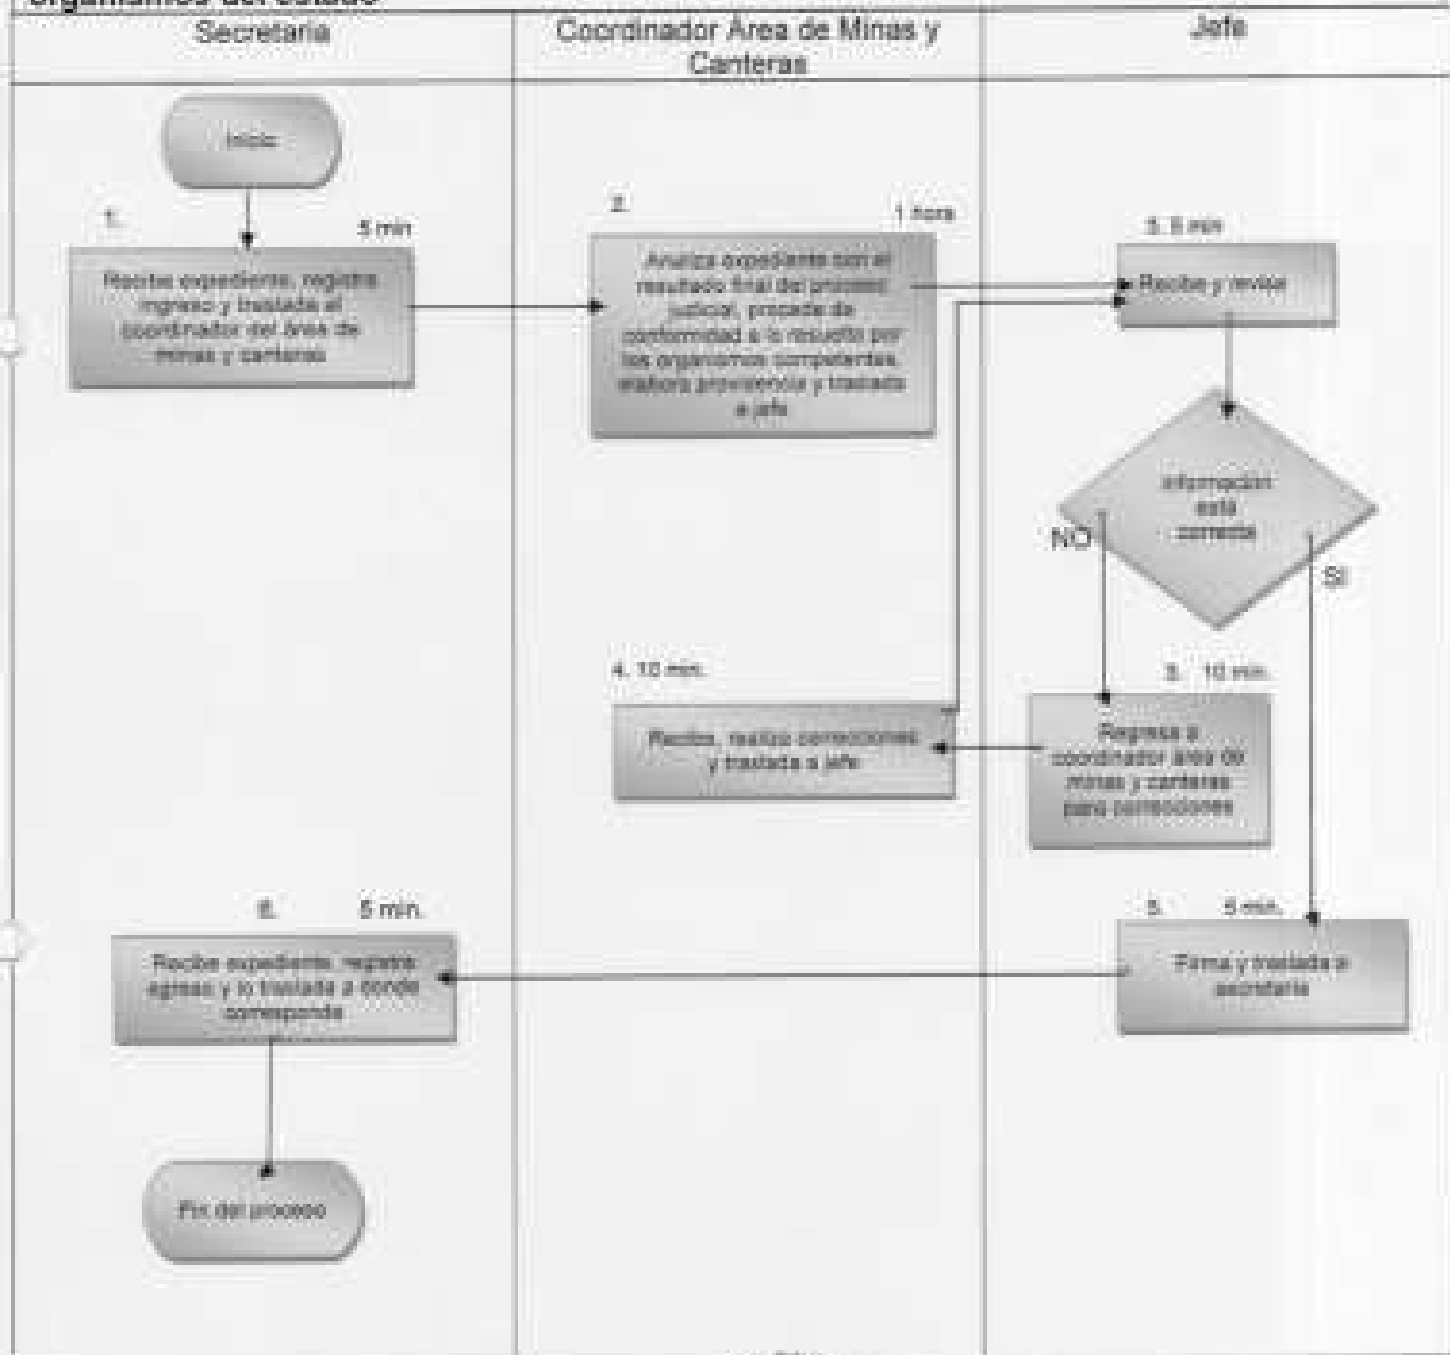 organismos del estado
Secretaria
Coordinador Área de Minas y
Canteras
Jefe
Inicio
1.
5 min
Recibe expediente, registra
ingreso y traslada al
coordinador del área de
minas y canteras
2.
1 hora
Analiza expediente con el
resultado final del proceso
judicial, procede de
conformidad a lo resuelto por
los organismos competentes,
elabora providencia y traslada
a jefe
3. 5 min
Recibe y revisa
información
está
correcta
NO
SI
4. 10 min.
Recibe, realiza correcciones
y traslada a jefe
3. 10 min.
Regresa a
coordinador área de
minas y canteras
para correcciones
5.
5 min.
Firma y traslada a
secretaria
6.
5 min.
Recibe expediente, registra
egreso y lo traslada a donde
corresponda
Fin del proceso